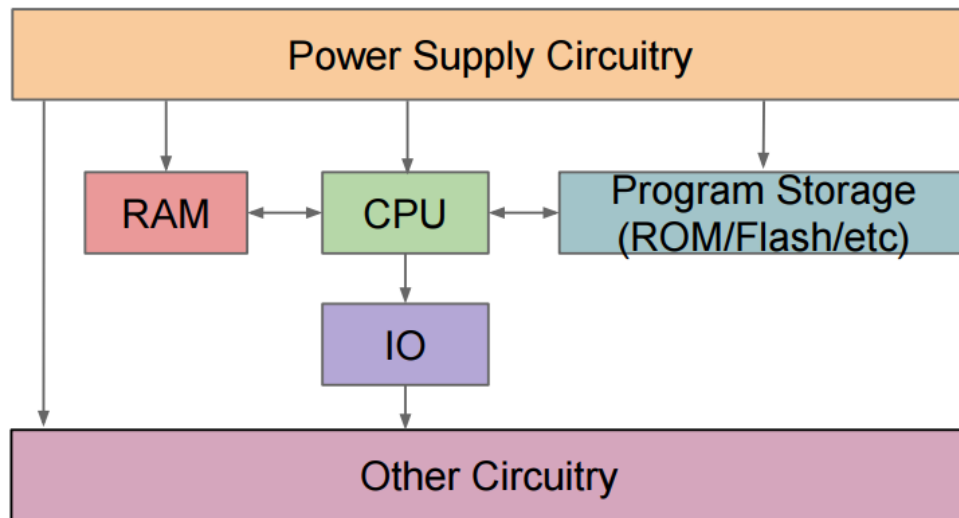 Power Supply Circuitry
RAM
CPU
Program Storage
(ROM/Flash/etc)
IO
Other Circuitry